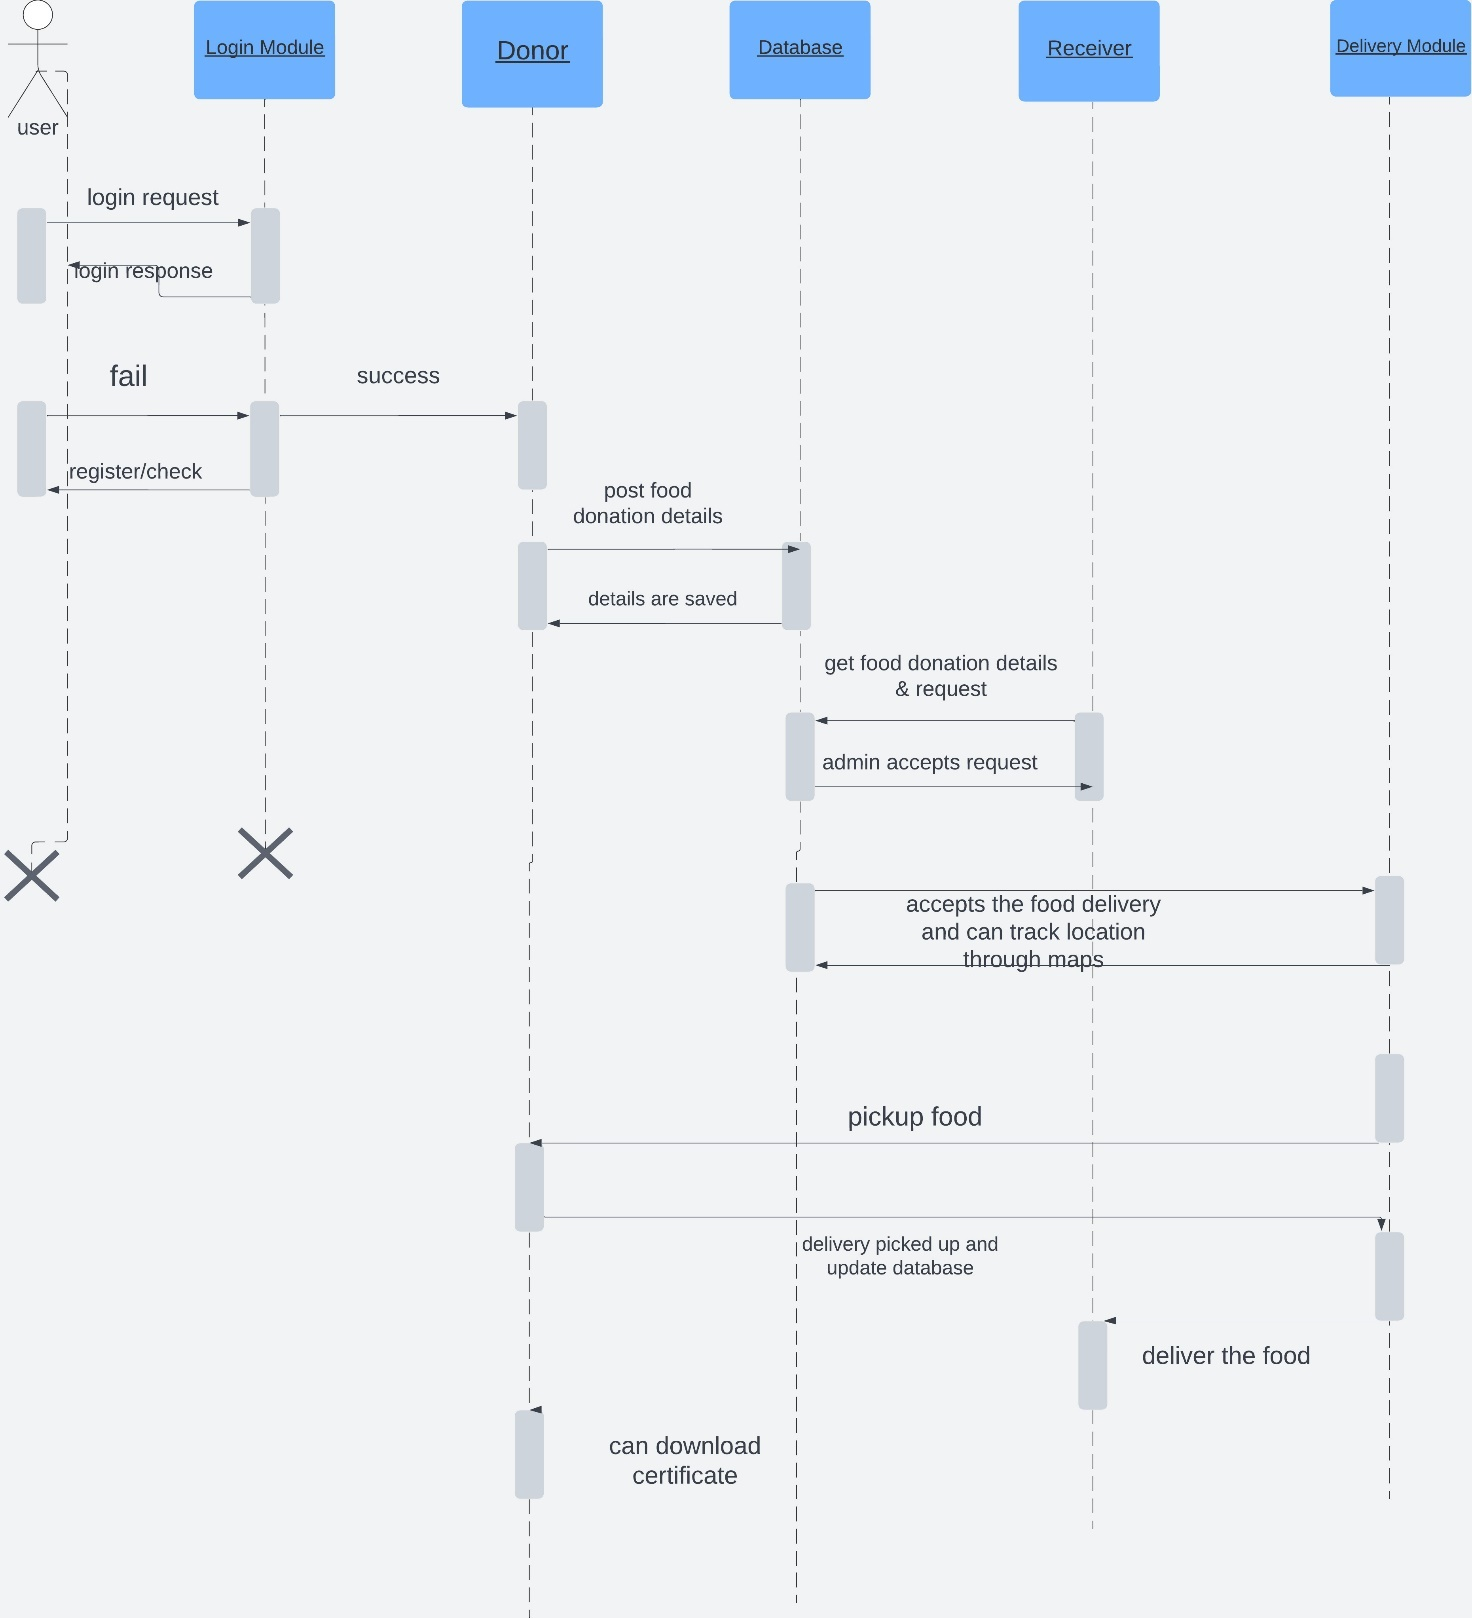 Login Module
Donor
Database
Receiver
Delivery Module
user
login request
login response
fail
success
register/check
post food
donation details
details are saved
get food donation details
& request
admin accepts request
accepts the food delivery
and can track location
through maps
pickup food
delivery picked up and
update database
deliver the food
can download
certificate